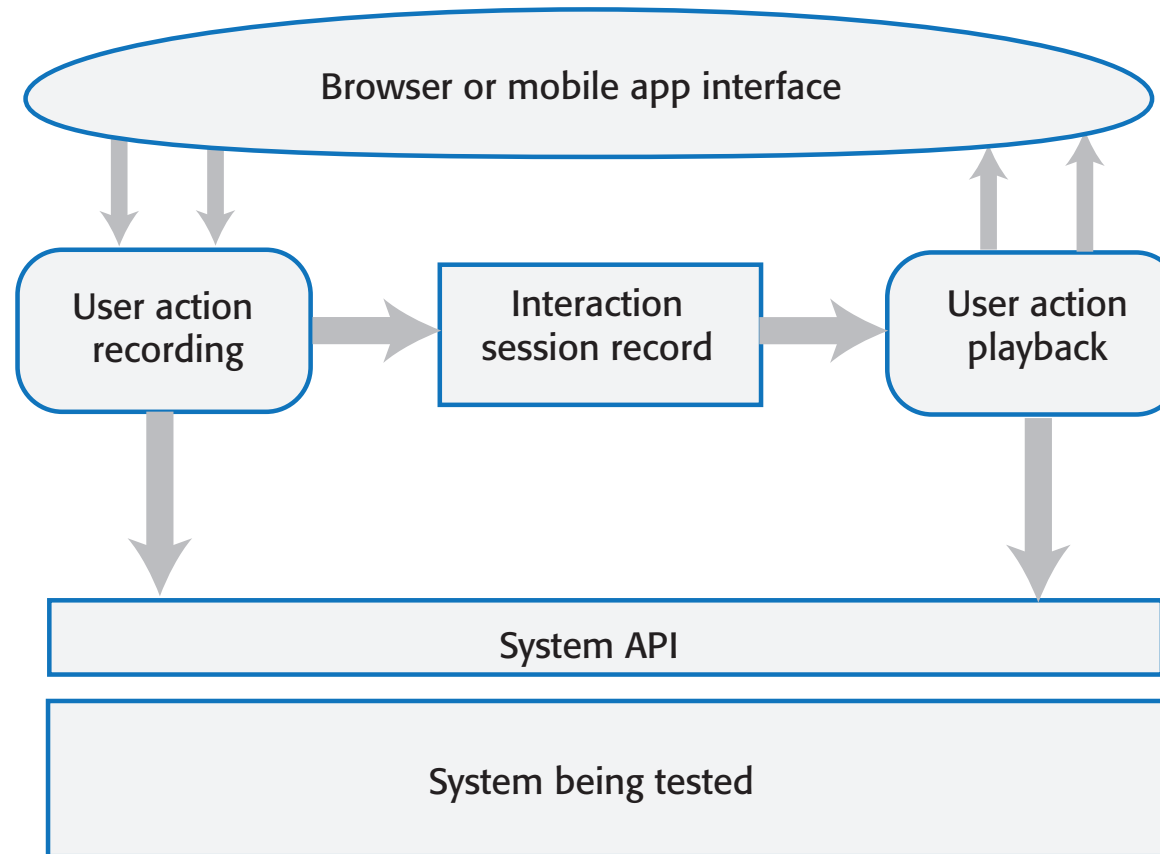 Browser or mobile app interface
User action
recording
Interaction
session record
User action
playback
System API
System being tested